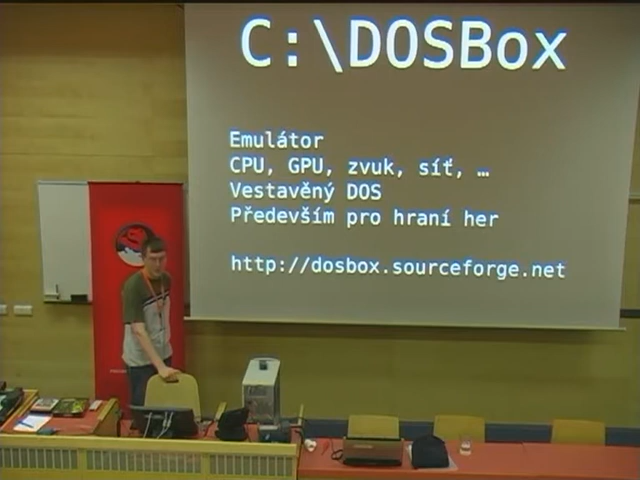 C:\DOSBox
Emulátor
CPU, GPU, zvuk, síť, …
Vestavěný DOS
Především pro hraní her
http://dosbox.sourceforge.net